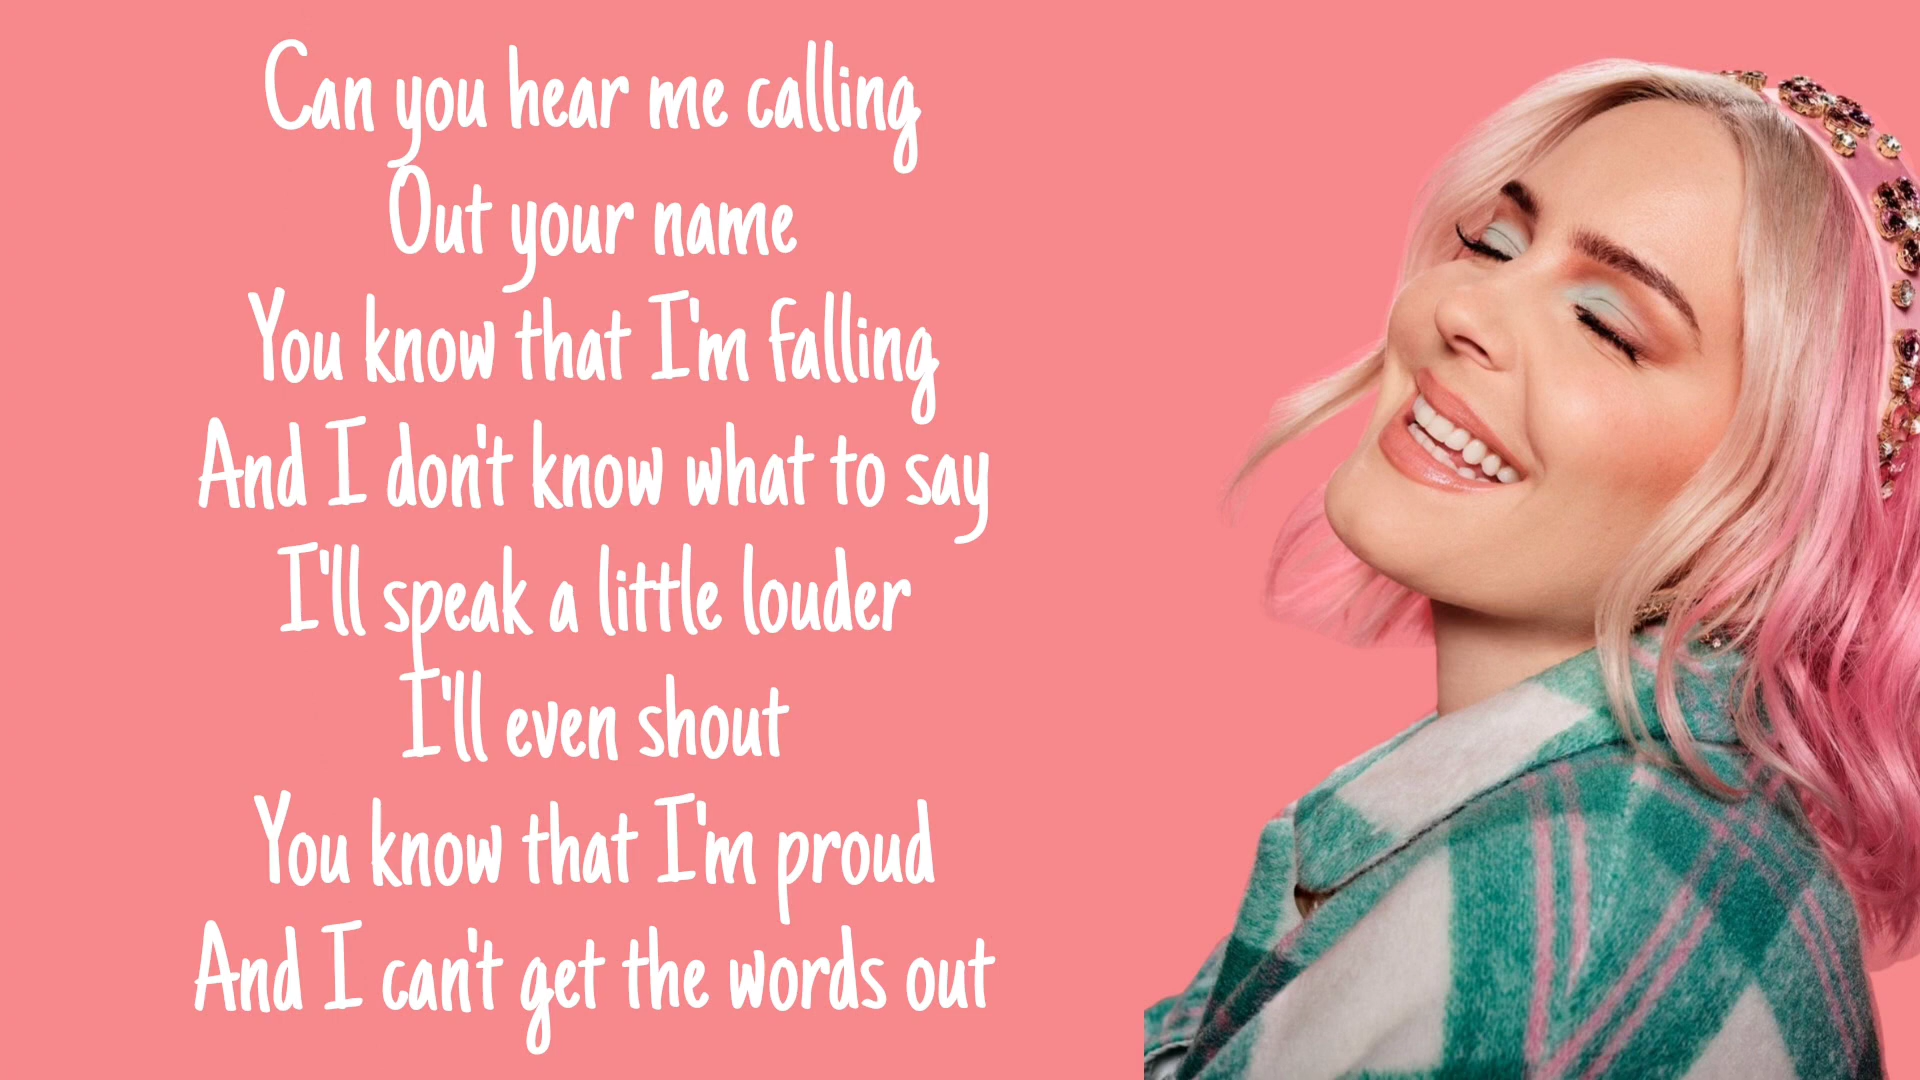 Can you hear me calling
Out your name
You know that I'm falling
And I don't know what to say
I'll speak a little louder
I'll even shout
You know that I'm proud
And I can't get the words out